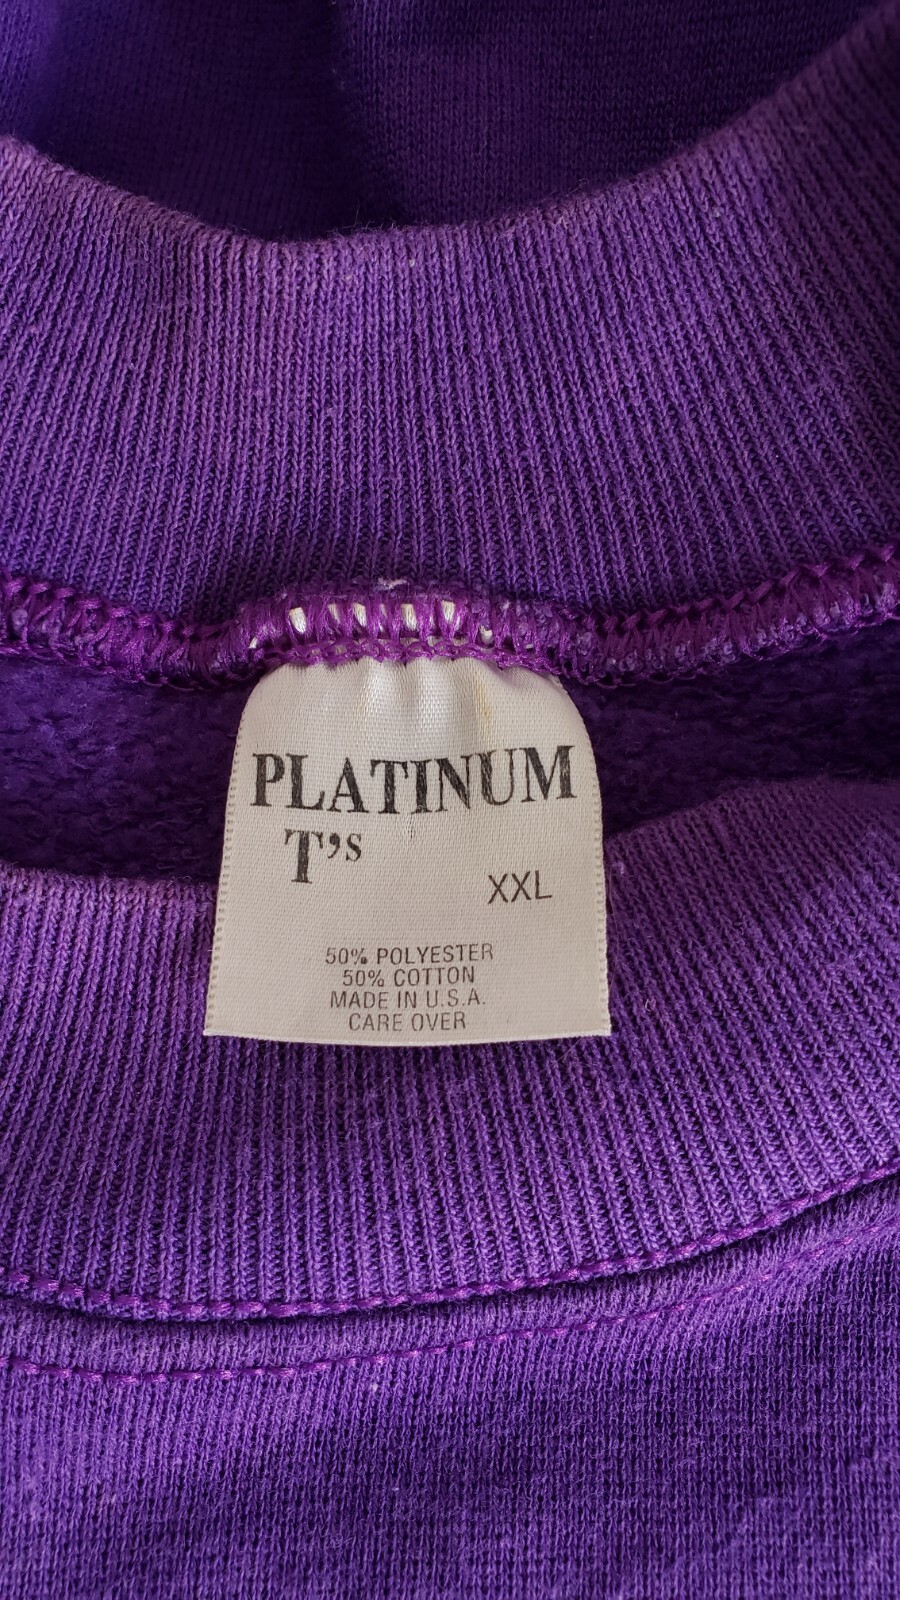 PLATINUM
T's
XXL
50% POLYESTER
50% COTTON
MADE IN U.S.A.
CARE OVER